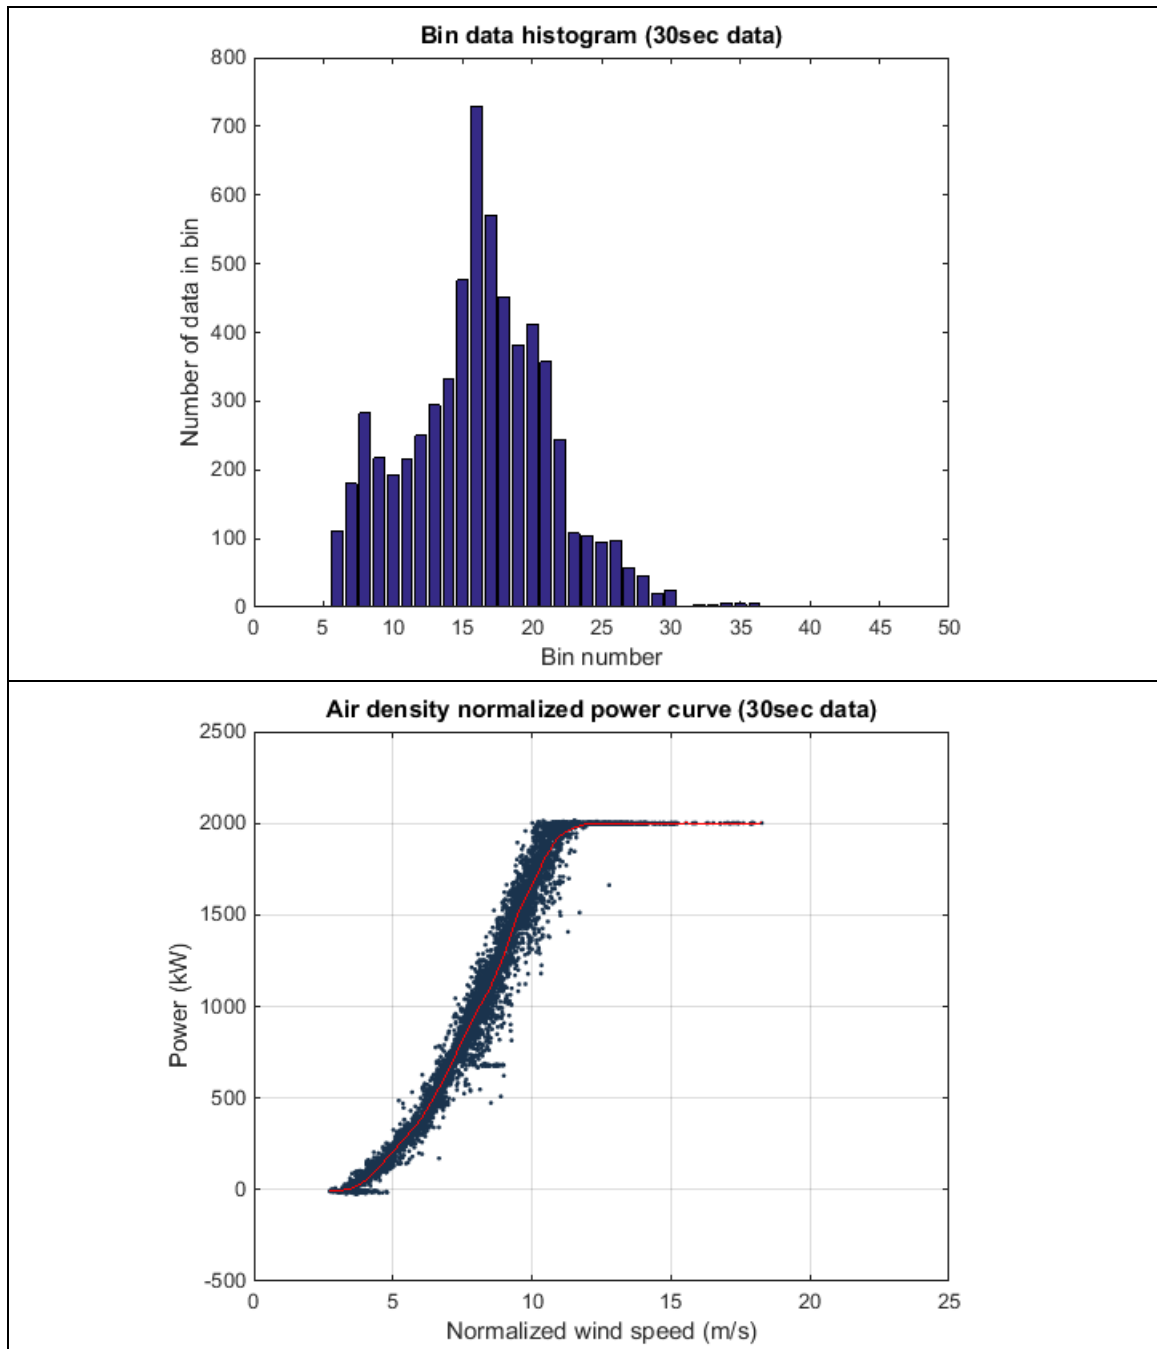 Bin data histogram (30sec data)
800
700
600
500
400
300
200
100
0
Number of data in bin
0 5 10 15 20 25 30 35 40 45 50
Bin number
Air density normalized power curve (30sec data)
2500
2000
1500
1000
500
0
-500
Power (kW)
0 5 10 15 20 25
Normalized wind speed (m/s)